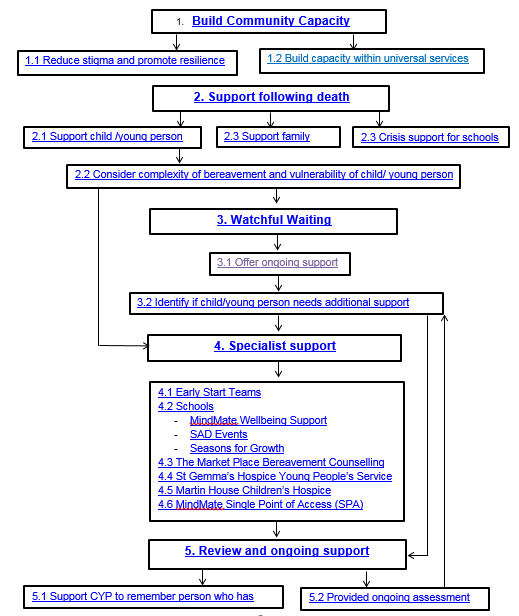 1. Build Community Capacity
1.1 Reduce stigma and promote resilience
1.2 Build capacity within universal services
2. Support following death
2.1 Support child /young person
2.3 Support family
2.3 Crisis support for schools
2.2 Consider complexity of bereavement and vulnerability of child/ young person
3. Watchful Waiting
3.1 Offer ongoing support
3.2 Identify if child/young person needs additional support
4. Specialist support
4.1 Early Start Teams
4.2 Schools
- MindMate Wellbeing Support
- SAD Events
- Seasons for Growth
4.3 The Market Place Bereavement Counselling
4.4 St Gemma's Hospice Young People's Service
4.5 Martin House Children's Hospice
4.6 MindMate Single Point of Access (SPA)
5. Review and ongoing support
5.1 Support CYP to remember person who has
5.2 Provided ongoing assessment